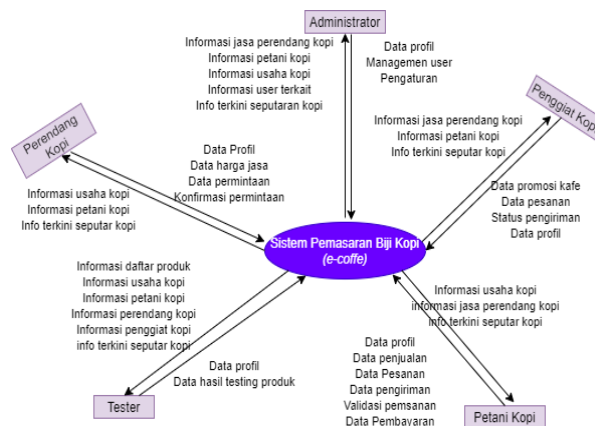 Administrator
Informasi jasa perendang kopi
Informasi petani kopi
Informasi usaha kopi
Informasi user terkait
Info terkini seputaran kopi
Data profil
Managemen user
Pengaturan
Penggiat Kopi
Informasi jasa perendang kopi
Informasi petani kopi
Info terkini seputar kopi
Perendang
Kopi
Data Profil
Data harga jasa
Data permintaan
Konfirmasi permintaan
Informasi usaha kopi
Informasi petani kopi
Info terkini seputar kopi
Data promosi kafe
Data pesanan
Status pengiriman
Data profil
Sistem Pemasaran Biji Kopi
(e-coffe)
Informasi daftar produk
Informasi usaha kopi
Informasi petani kopi
Informasi perendang kopi
Informasi penggiat kopi
info terkini seputar kopi
Informasi usaha kopi
informasi jasa perendang kopi
info terkini seputar kopi
Data profil
Data hasil testing produk
Data profil
Data penjualan
Data Pesanan
Data pengiriman
Validasi pemsanan
Data Pembayaran
Tester
Petani Kopi